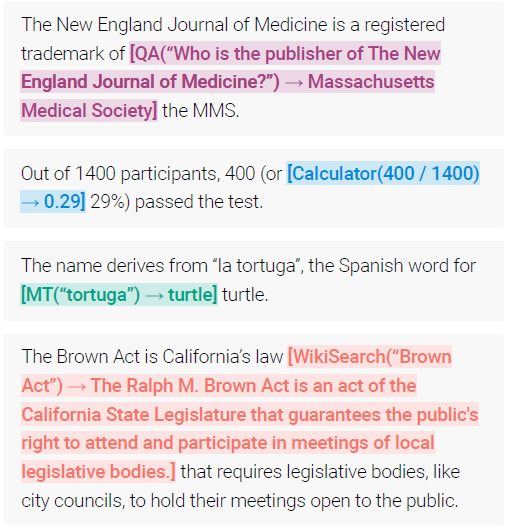 The New England Journal of Medicine is a registered
trademark of [QA(“Who is the publisher of The New
England Journal of Medicine?”) → Massachusetts
Medical Society] the MMS.
Out of 1400 participants, 400 (or [Calculator(400 / 1400)
→ 0.29] 29%) passed the test.
The name derives from “la tortuga”, the Spanish word for
[MT(“tortuga”) → turtle] turtle.
The Brown Act is California’s law [WikiSearch(“Brown
Act”) → The Ralph M. Brown Act is an act of the
California State Legislature that guarantees the public's
right to attend and participate in meetings of local
legislative bodies.] that requires legislative bodies, like
city councils, to hold their meetings open to the public.